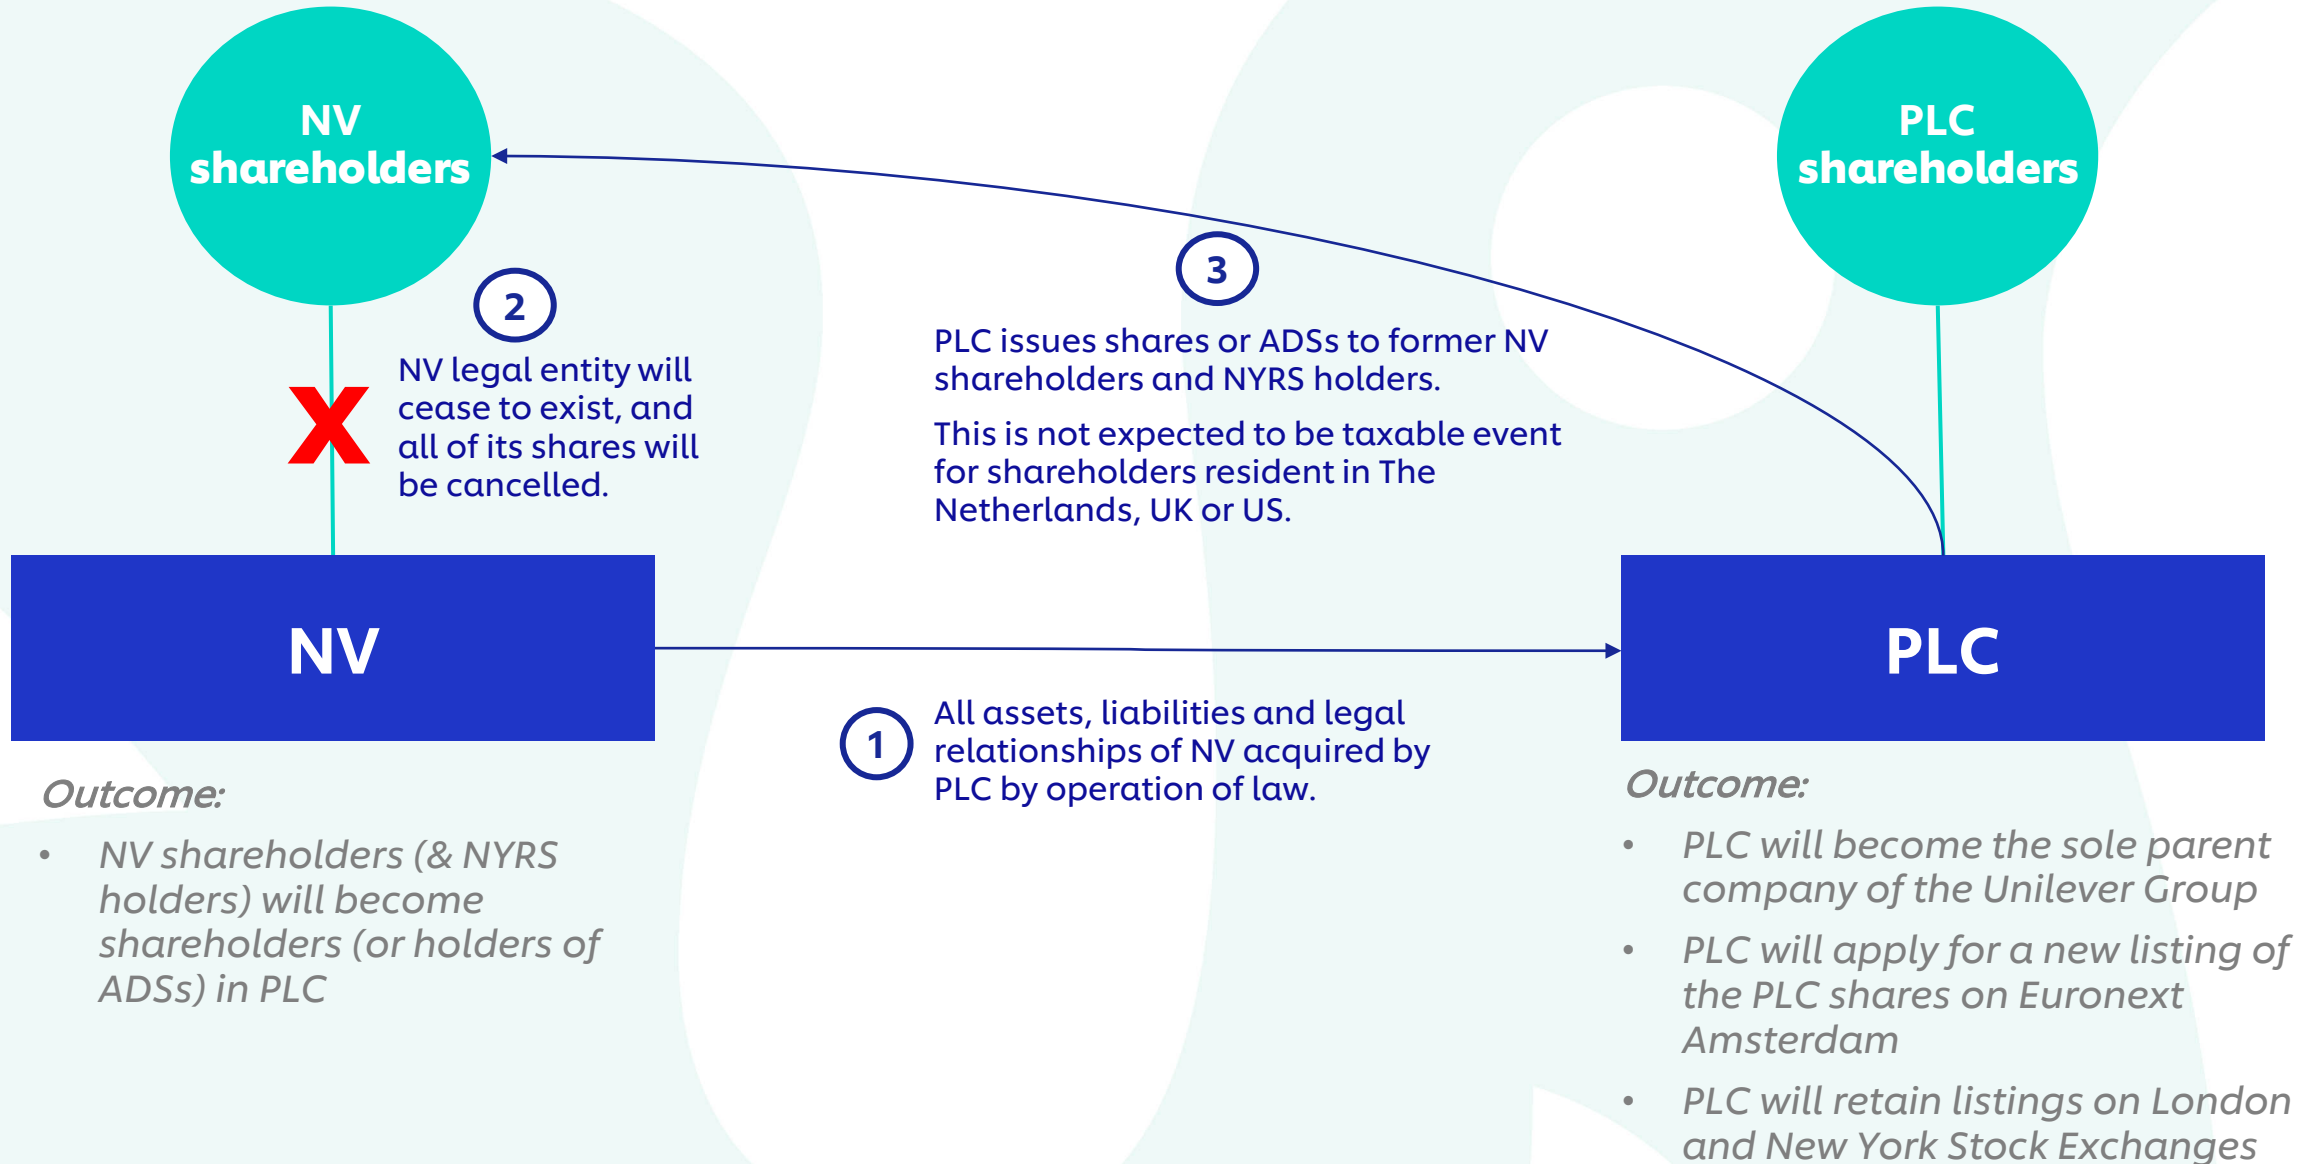 NV
shareholders
PLC
shareholders
2
NV legal entity will
cease to exist, and
all of its shares will
be cancelled.
X
3
PLC issues shares or ADSs to former NV
shareholders and NYRS holders.
This is not expected to be taxable event
for shareholders resident in The
Netherlands, UK or US.
NV
PLC
1
All assets, liabilities and legal
relationships of NV acquired by
PLC by operation of law.
Outcome:
• NV shareholders (& NYRS
holders) will become
shareholders (or holders of
ADSs) in PLC
Outcome:
• PLC will become the sole parent
company of the Unilever Group
• PLC will apply for a new listing of
the PLC shares on Euronext
Amsterdam
• PLC will retain listings on London
and New York Stock Exchanges